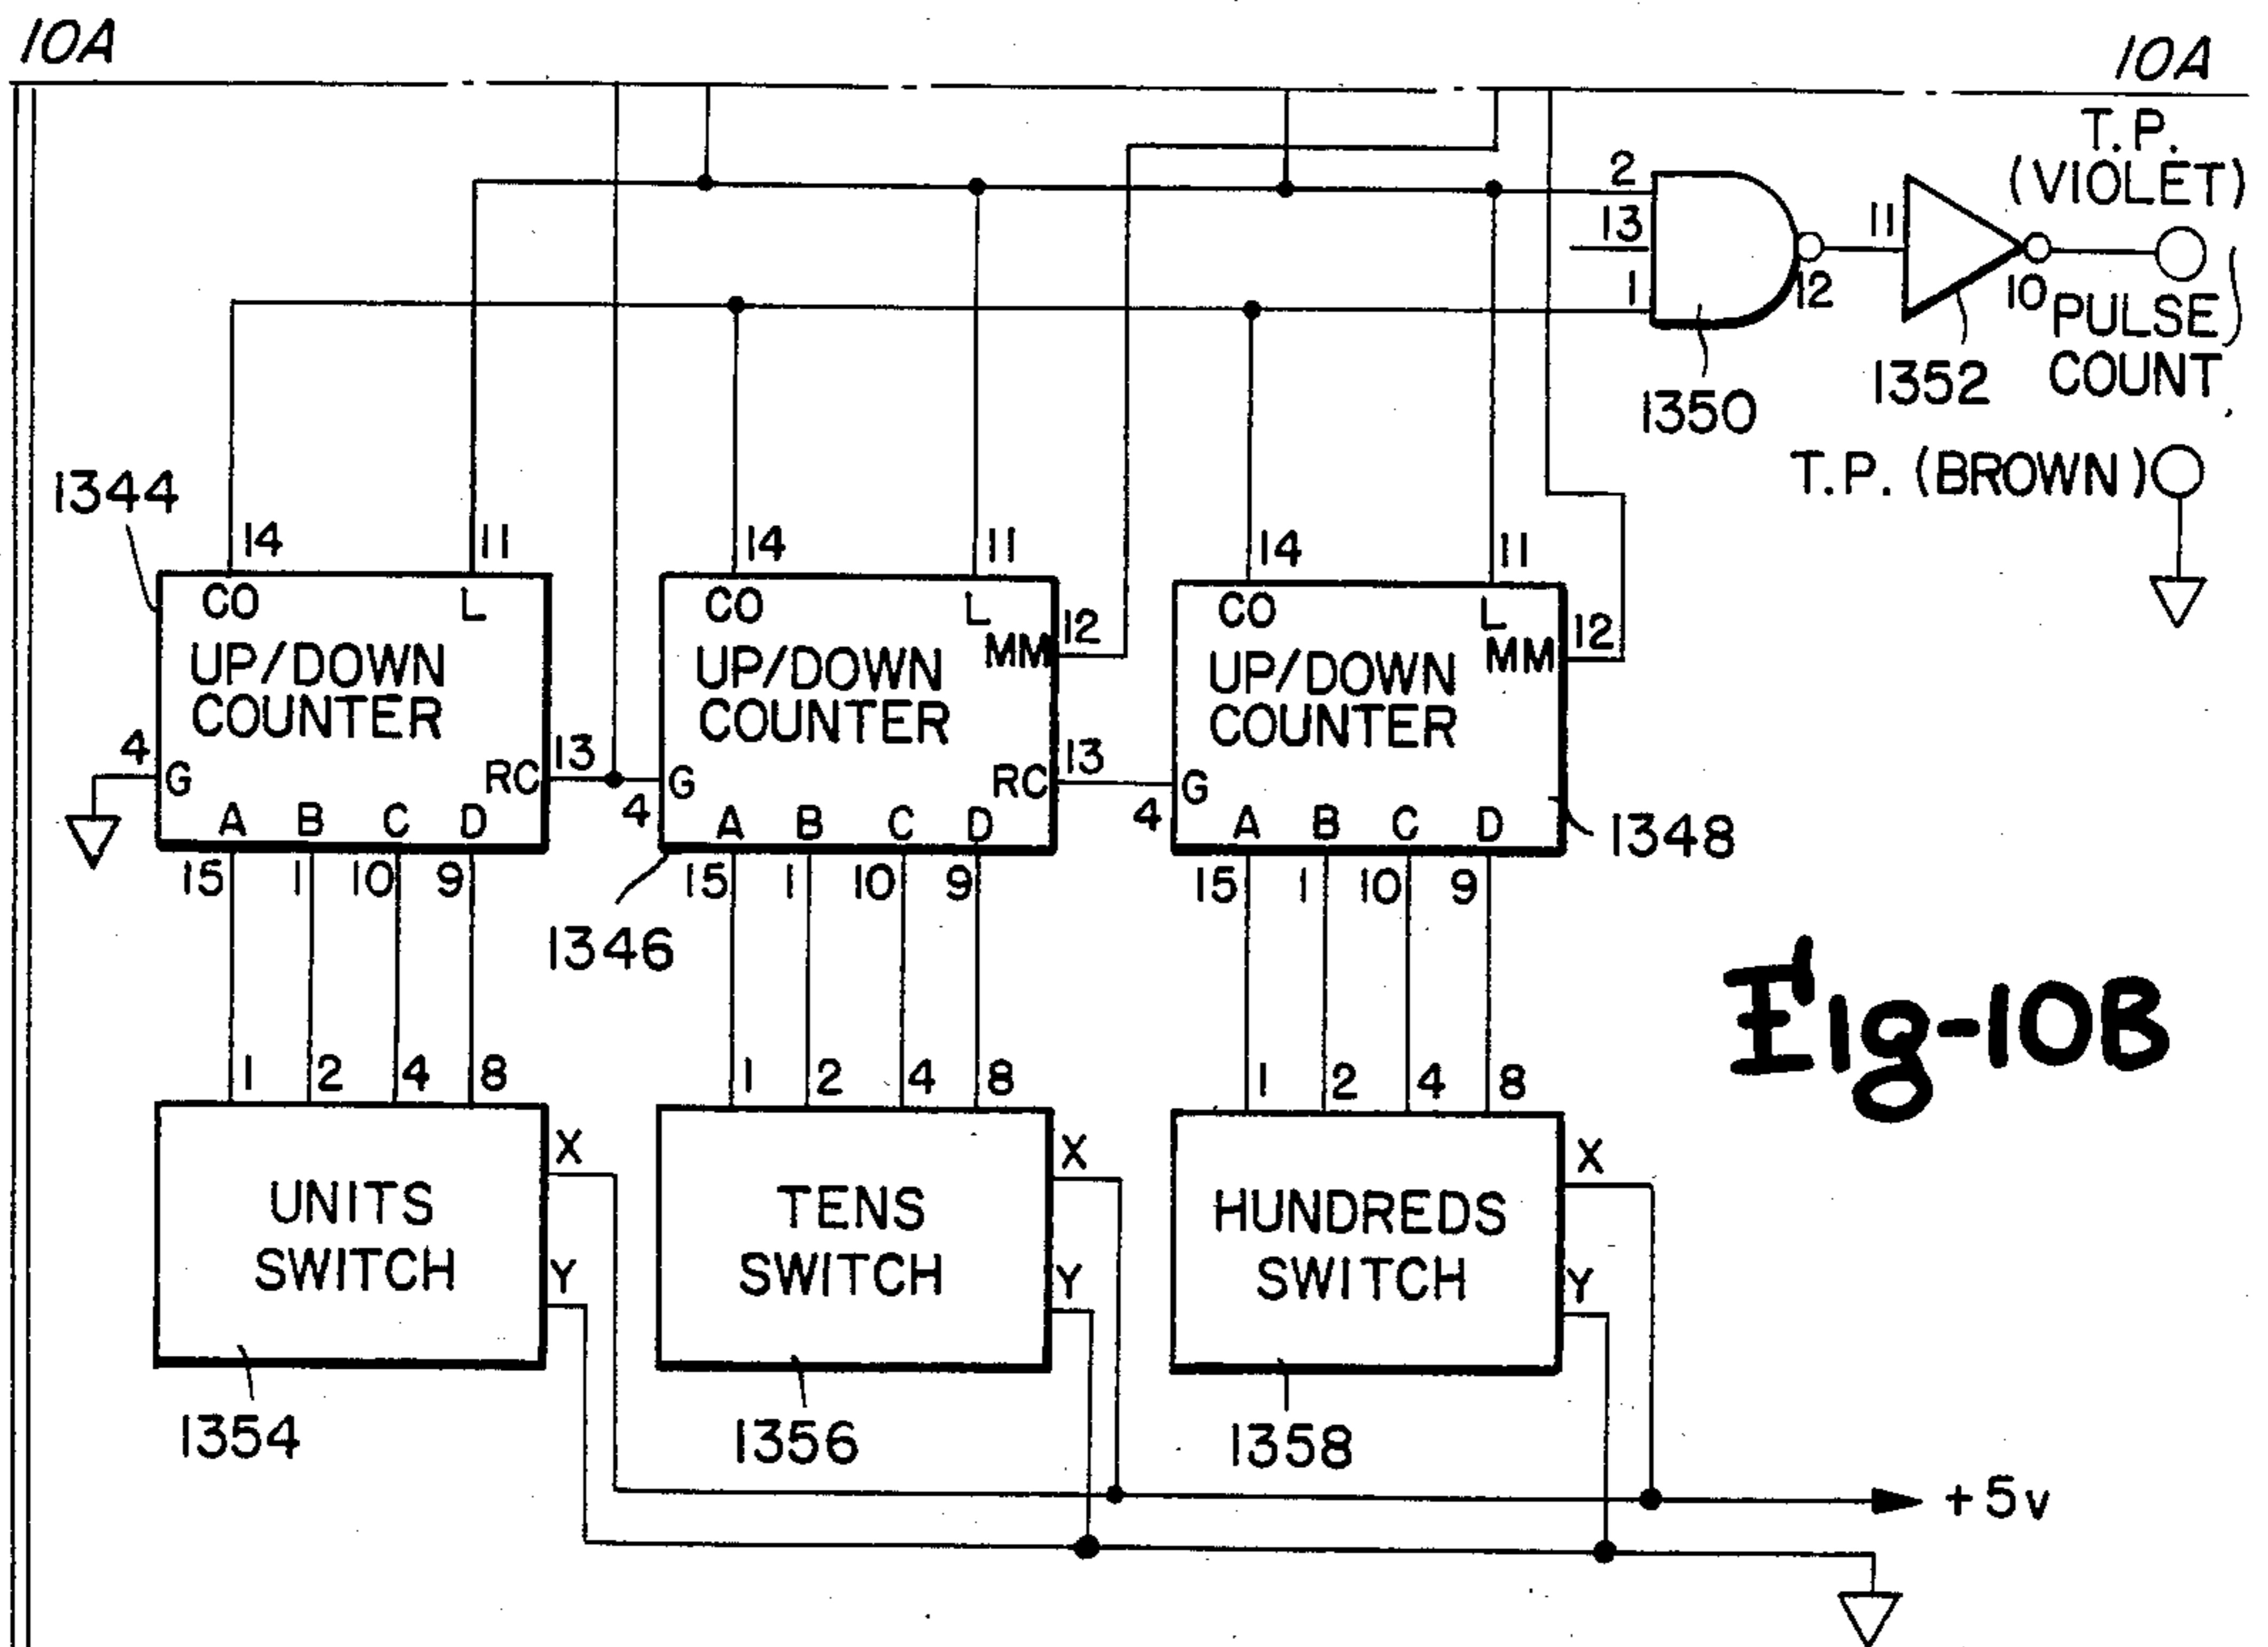 10A 10A
T.P.
(VIOLET)
2
13
1
12
11
10
PULSE
COUNT
1350
1352
T.P. (BROWN)
1344
14 11 14 11 14 11
CO L CO L CO L
MM 12 MM 12
UP/DOWN UP/DOWN UP/DOWN
COUNTER COUNTER COUNTER
4 G RC 13 4 G RC 13 4 G
A B C D A B C D A B C D
1348
15 1 10 9 15 1 10 9 15 1 10 9
1346
Fig-10B
1 2 4 8 1 2 4 8 1 2 4 8
X X X
UNITS TENS HUNDREDS
SWITCH SWITCH SWITCH
Y Y Y
1354 1356 1358
+5v